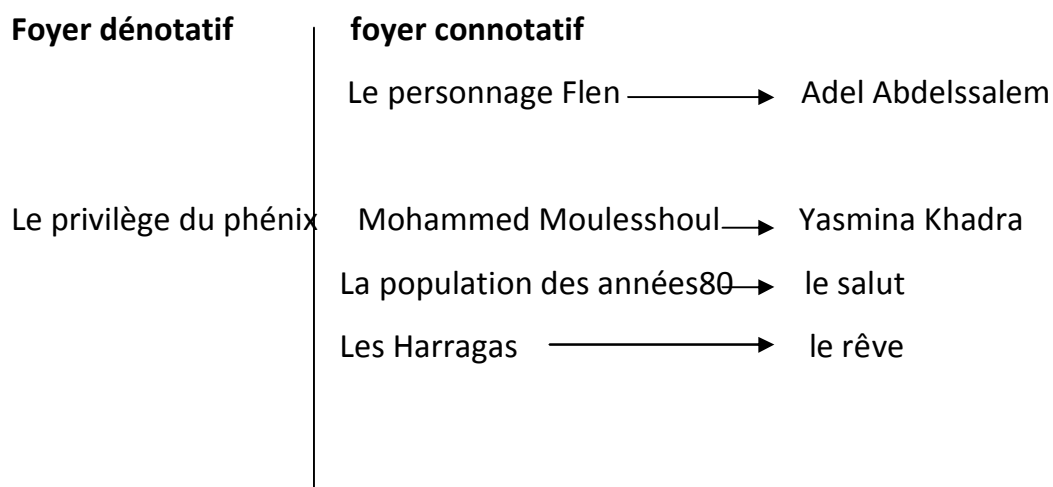 Foyer dénotatif foyer connotatif
Le personnage Flen Adel Abdelssalem
Le privilège du phénix Mohammed Moulesshoul Yasmina Khadra
La population des années80 le salut
Les Harragas le rêve